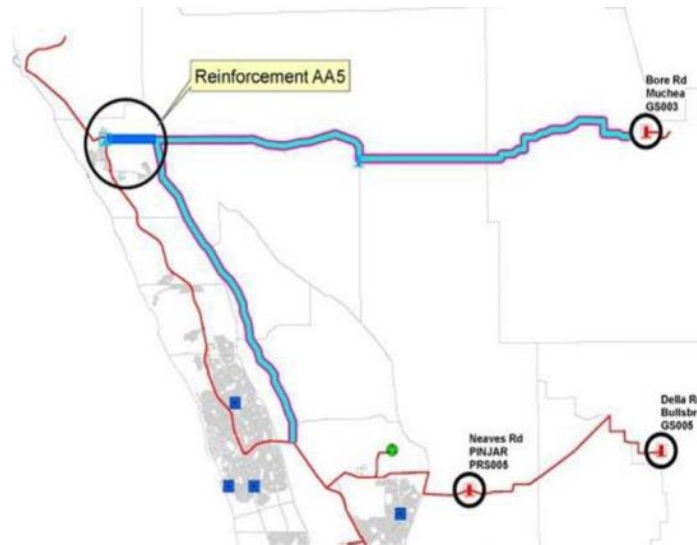 Reinforcement AA5
Bore Rd
Muchea
GS003
Neaves Rd
PINJAR
PRS005
Della R
Bullsbr
GS005